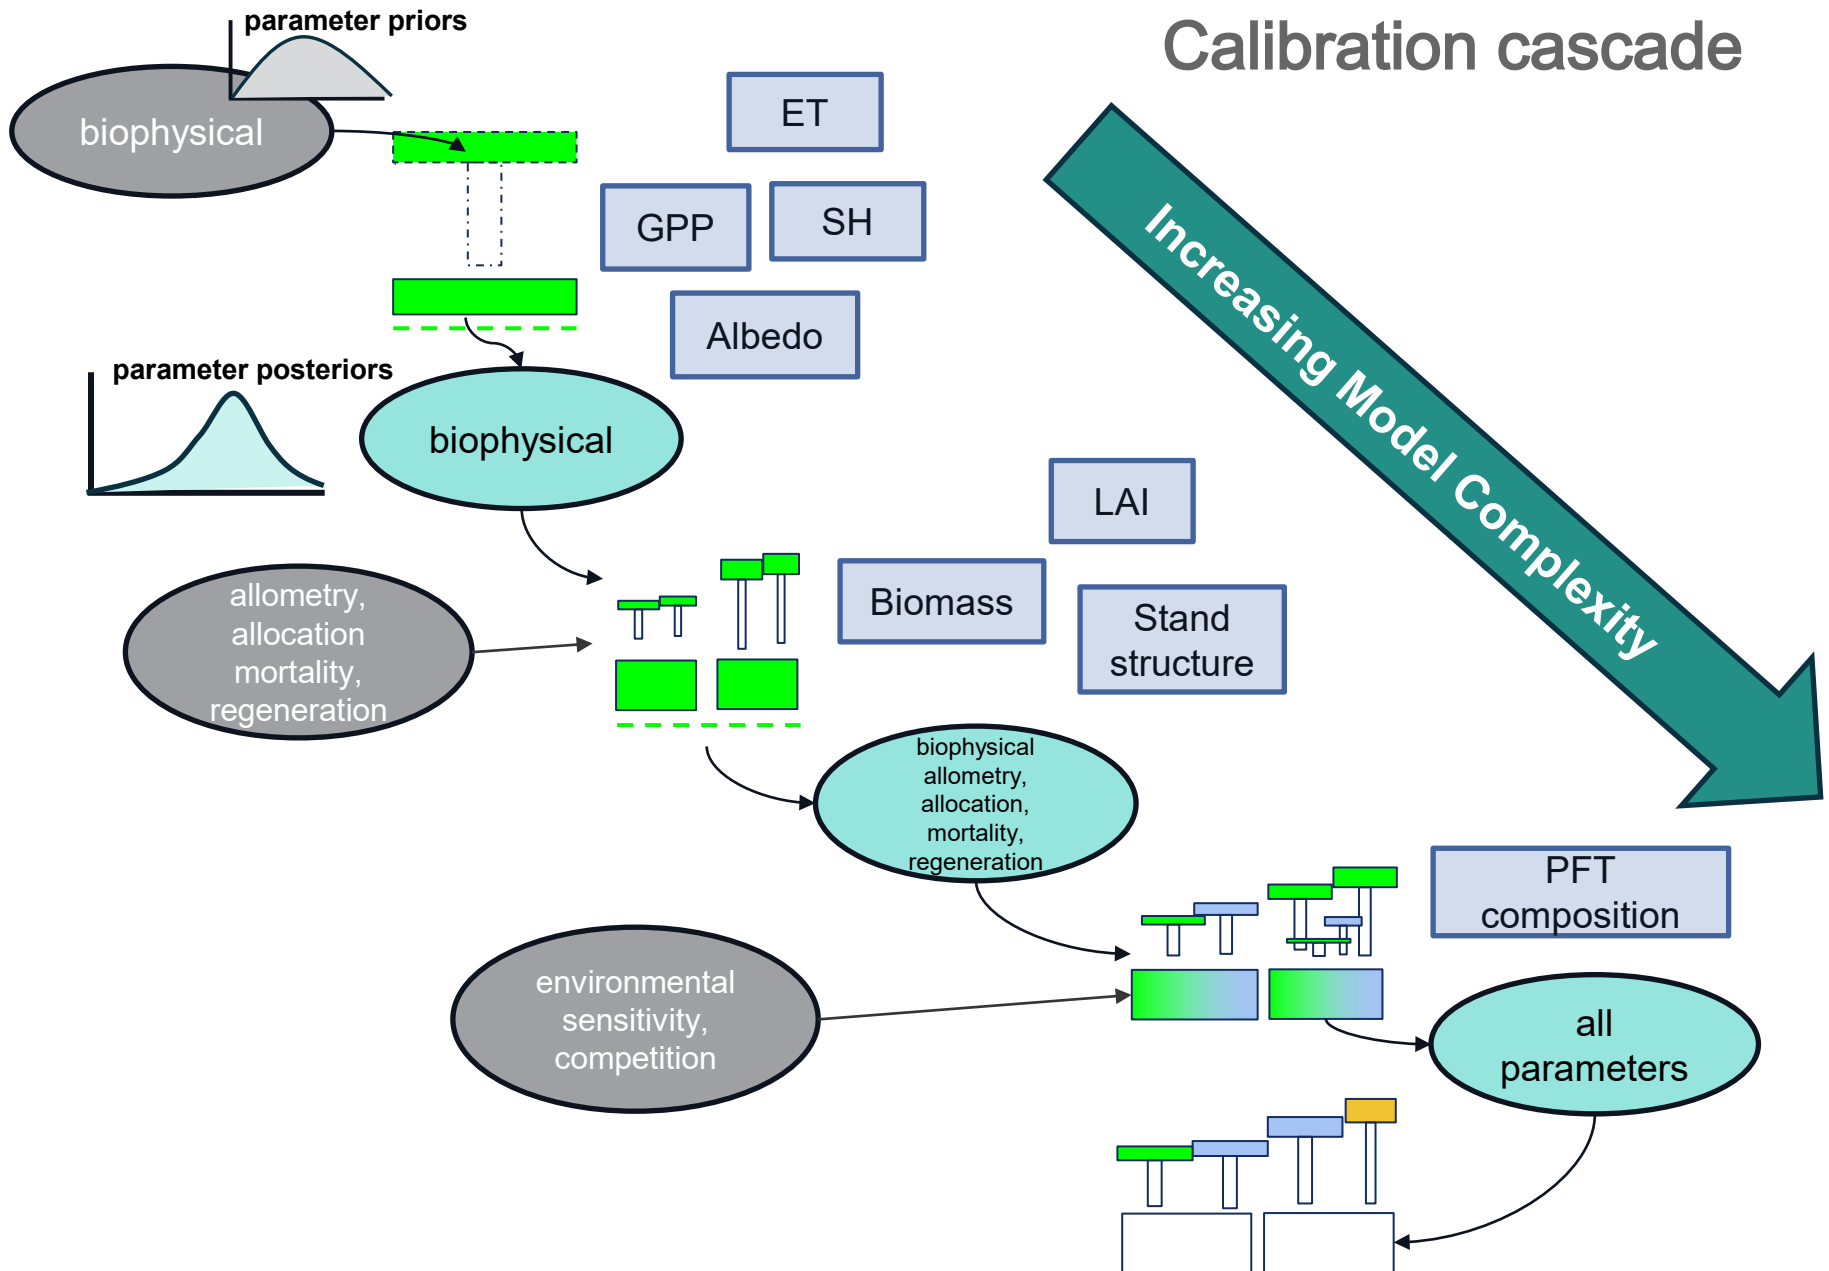 Calibration cascade
parameter priors
biophysical
ET
GPP
SH
Albedo
Increasing Model Complexity
parameter posteriors
biophysical
LAI
Biomass
Stand
structure
allometry,
allocation
mortality,
regeneration
biophysical
allometry,
allocation,
mortality,
regeneration
PFT
composition
environmental
sensitivity,
competition
all
parameters